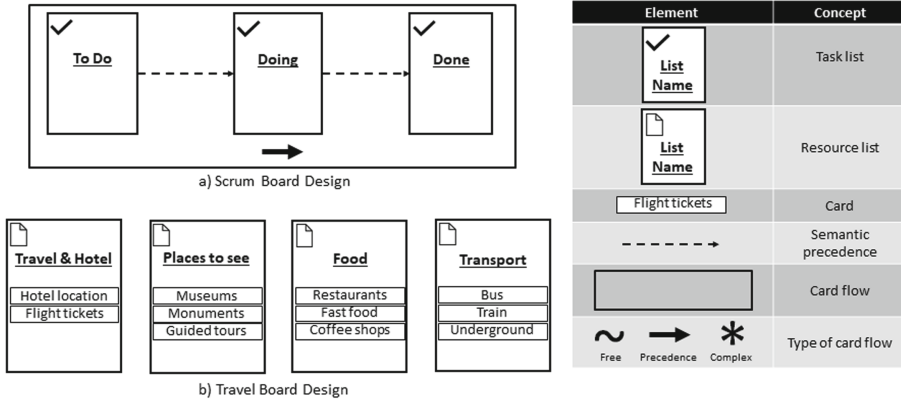 To Do
Doing
Done
a) Scrum Board Design
Travel & Hotel
Hotel location
Flight tickets
Places to see
Museums
Monuments
Guided tours
Food
Restaurants
Fast food
Coffee shops
Transport
Bus
Train
Underground
b) Travel Board Design
Element Concept
List
Name
Task list
List
Name
Resource list
Flight tickets Card
Semantic
precedence
Card flow
Free Precedence Complex
Type of card flow